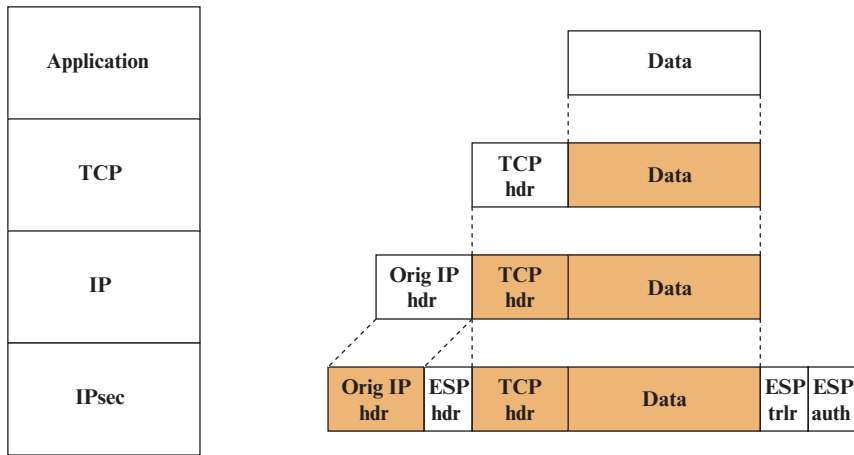 Application
Data
TCP
TCP
hdr
Data
IP
Orig IP
hdr
TCP
hdr
Data
IPsec
Orig IP
hdr
ESP
hdr
TCP
hdr
Data
ESP
trlr
ESP
auth